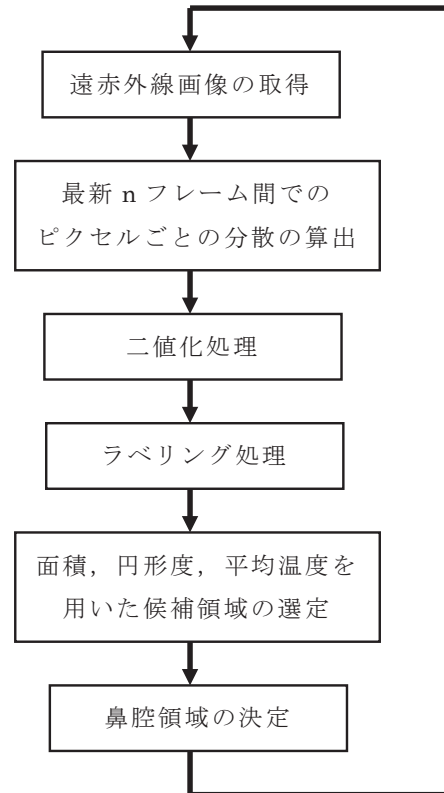 遠赤外線画像の取得
最新 n フレーム間での
ピクセルごとの分散の算出
二値化処理
ラベリング処理
面積，円形度，平均温度を
用いた候補領域の選定
鼻腔領域の決定